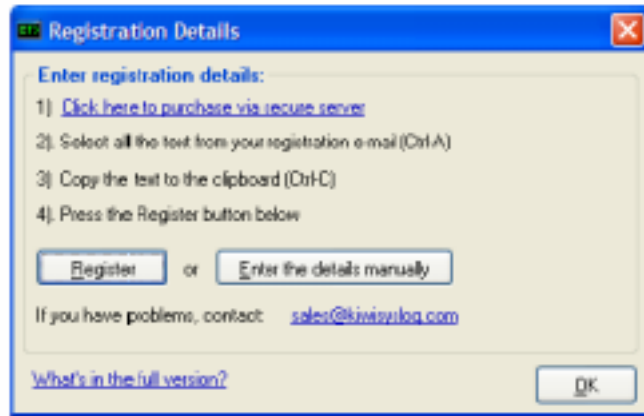 Registration Details
Enter registration details:
1) Click here to purchase via secure server
2). Select all the text from your registration e-mail (Ctrl-A)
3) Copy the text to the clipboard (Ctrl-C)
4). Press the Register button below
Register or Enter the details manually
If you have problems, contact: sales@kiwisyslog.com
What's in the full version?
OK